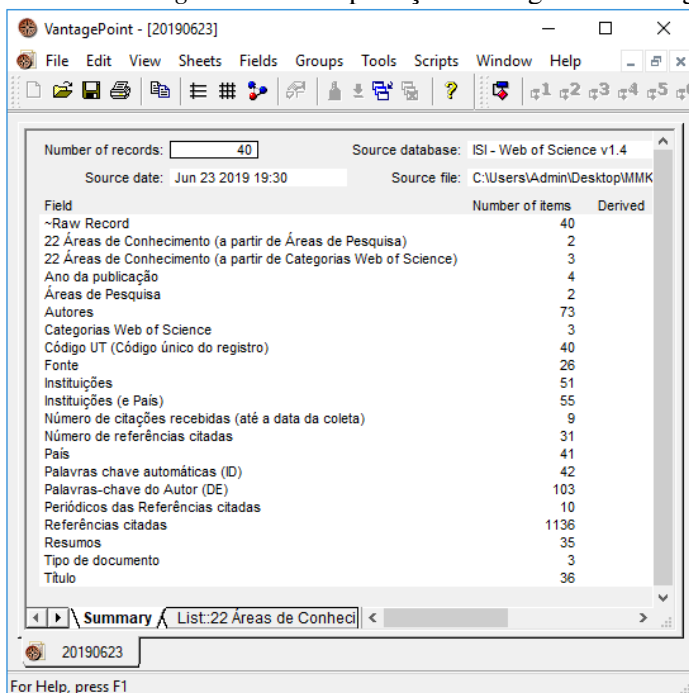 VantagePoint - [20190623]
File Edit View Sheets Fields Groups Tools Scripts Window Help
1 2 3 4 5
Number of records: 40 Source database: ISI - Web of Science v1.4
Source date: Jun 23 2019 19:30 Source file: C:\Users\Admin\Desktop\MMK
Field Number of items Derived
~Raw Record 40
22 Áreas de Conhecimento (a partir de Áreas de Pesquisa) 2
22 Áreas de Conhecimento (a partir de Categorias Web of Science) 3
Ano da publicação 4
Áreas de Pesquisa 2
Autores 73
Categorias Web of Science 3
Código UT (Código único do registro) 40
Fonte 26
Instituições 51
Instituições (e País) 55
Número de citações recebidas (até a data da coleta) 9
Número de referências citadas 31
País 41
Palavras chave automáticas (ID) 42
Palavras-chave do Autor (DE) 103
Periódicos das Referências citadas 10
Referências citadas 1136
Resumos 35
Tipo de documento 3
Título 36
Summary List::22 Áreas de Conheci
20190623
For Help, press F1